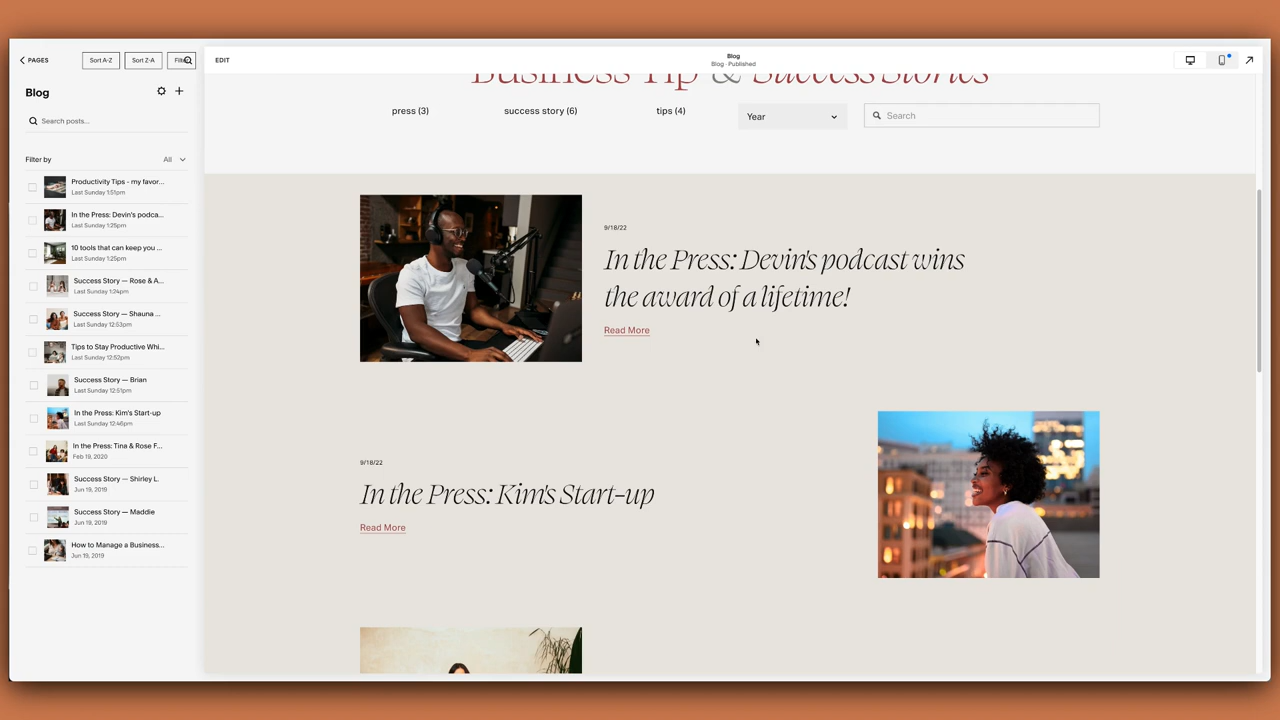 PAGES
Sort A-Z
Sort Z-A
EDIT
Blog
Blog · Published
Blog
Search posts...
Filter by
All
Productivity Tips - my favor...
Last Sunday 1:51pm
In the Press: Devin's podca...
Last Sunday 1:25pm
10 tools that can keep you ...
Last Sunday 1:25pm
Success Story — Rose & A...
Last Sunday 1:24pm
Success Story — Shauna ...
Last Sunday 12:53pm
Tips to Stay Productive Whi...
Last Sunday 12:52pm
Success Story — Brian
Last Sunday 12:51pm
In the Press: Kim's Start-up
Last Sunday 12:46pm
In the Press: Tina & Rose F...
Feb 19, 2020
Success Story — Shirley L.
Jun 19, 2019
Success Story — Maddie
Jun 19, 2019
How to Manage a Business...
Jun 19, 2019
Business Tip & Success Stories
press (3)
success story (6)
tips (4)
Year
Search
9/18/22
In the Press: Devin's podcast wins
the award of a lifetime!
Read More
9/18/22
In the Press: Kim's Start-up
Read More